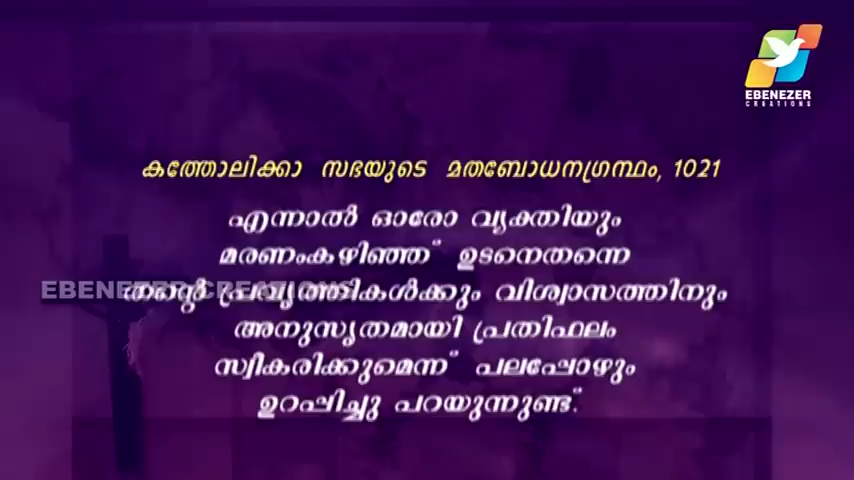 EBENEZER
CREATIONS
കത്തോലിക്കാ സഭയുടെ മതബോധനഗ്രന്ഥം, 1021
എന്നാൽ ഓരോ വ്യക്തിയും
മരണംകഴിഞ്ഞ് ഉടനെതന്നെ
തന്റെ പ്രവൃത്തികൾക്കും വിശ്വാസത്തിനും
അനുസൃതമായി പ്രതിഫലം
സ്വീകരിക്കുമെന്ന് പലപ്പോഴും
ഉറപ്പിച്ചു പറയുന്നുണ്ട്.
EBENEZER CREATIONS